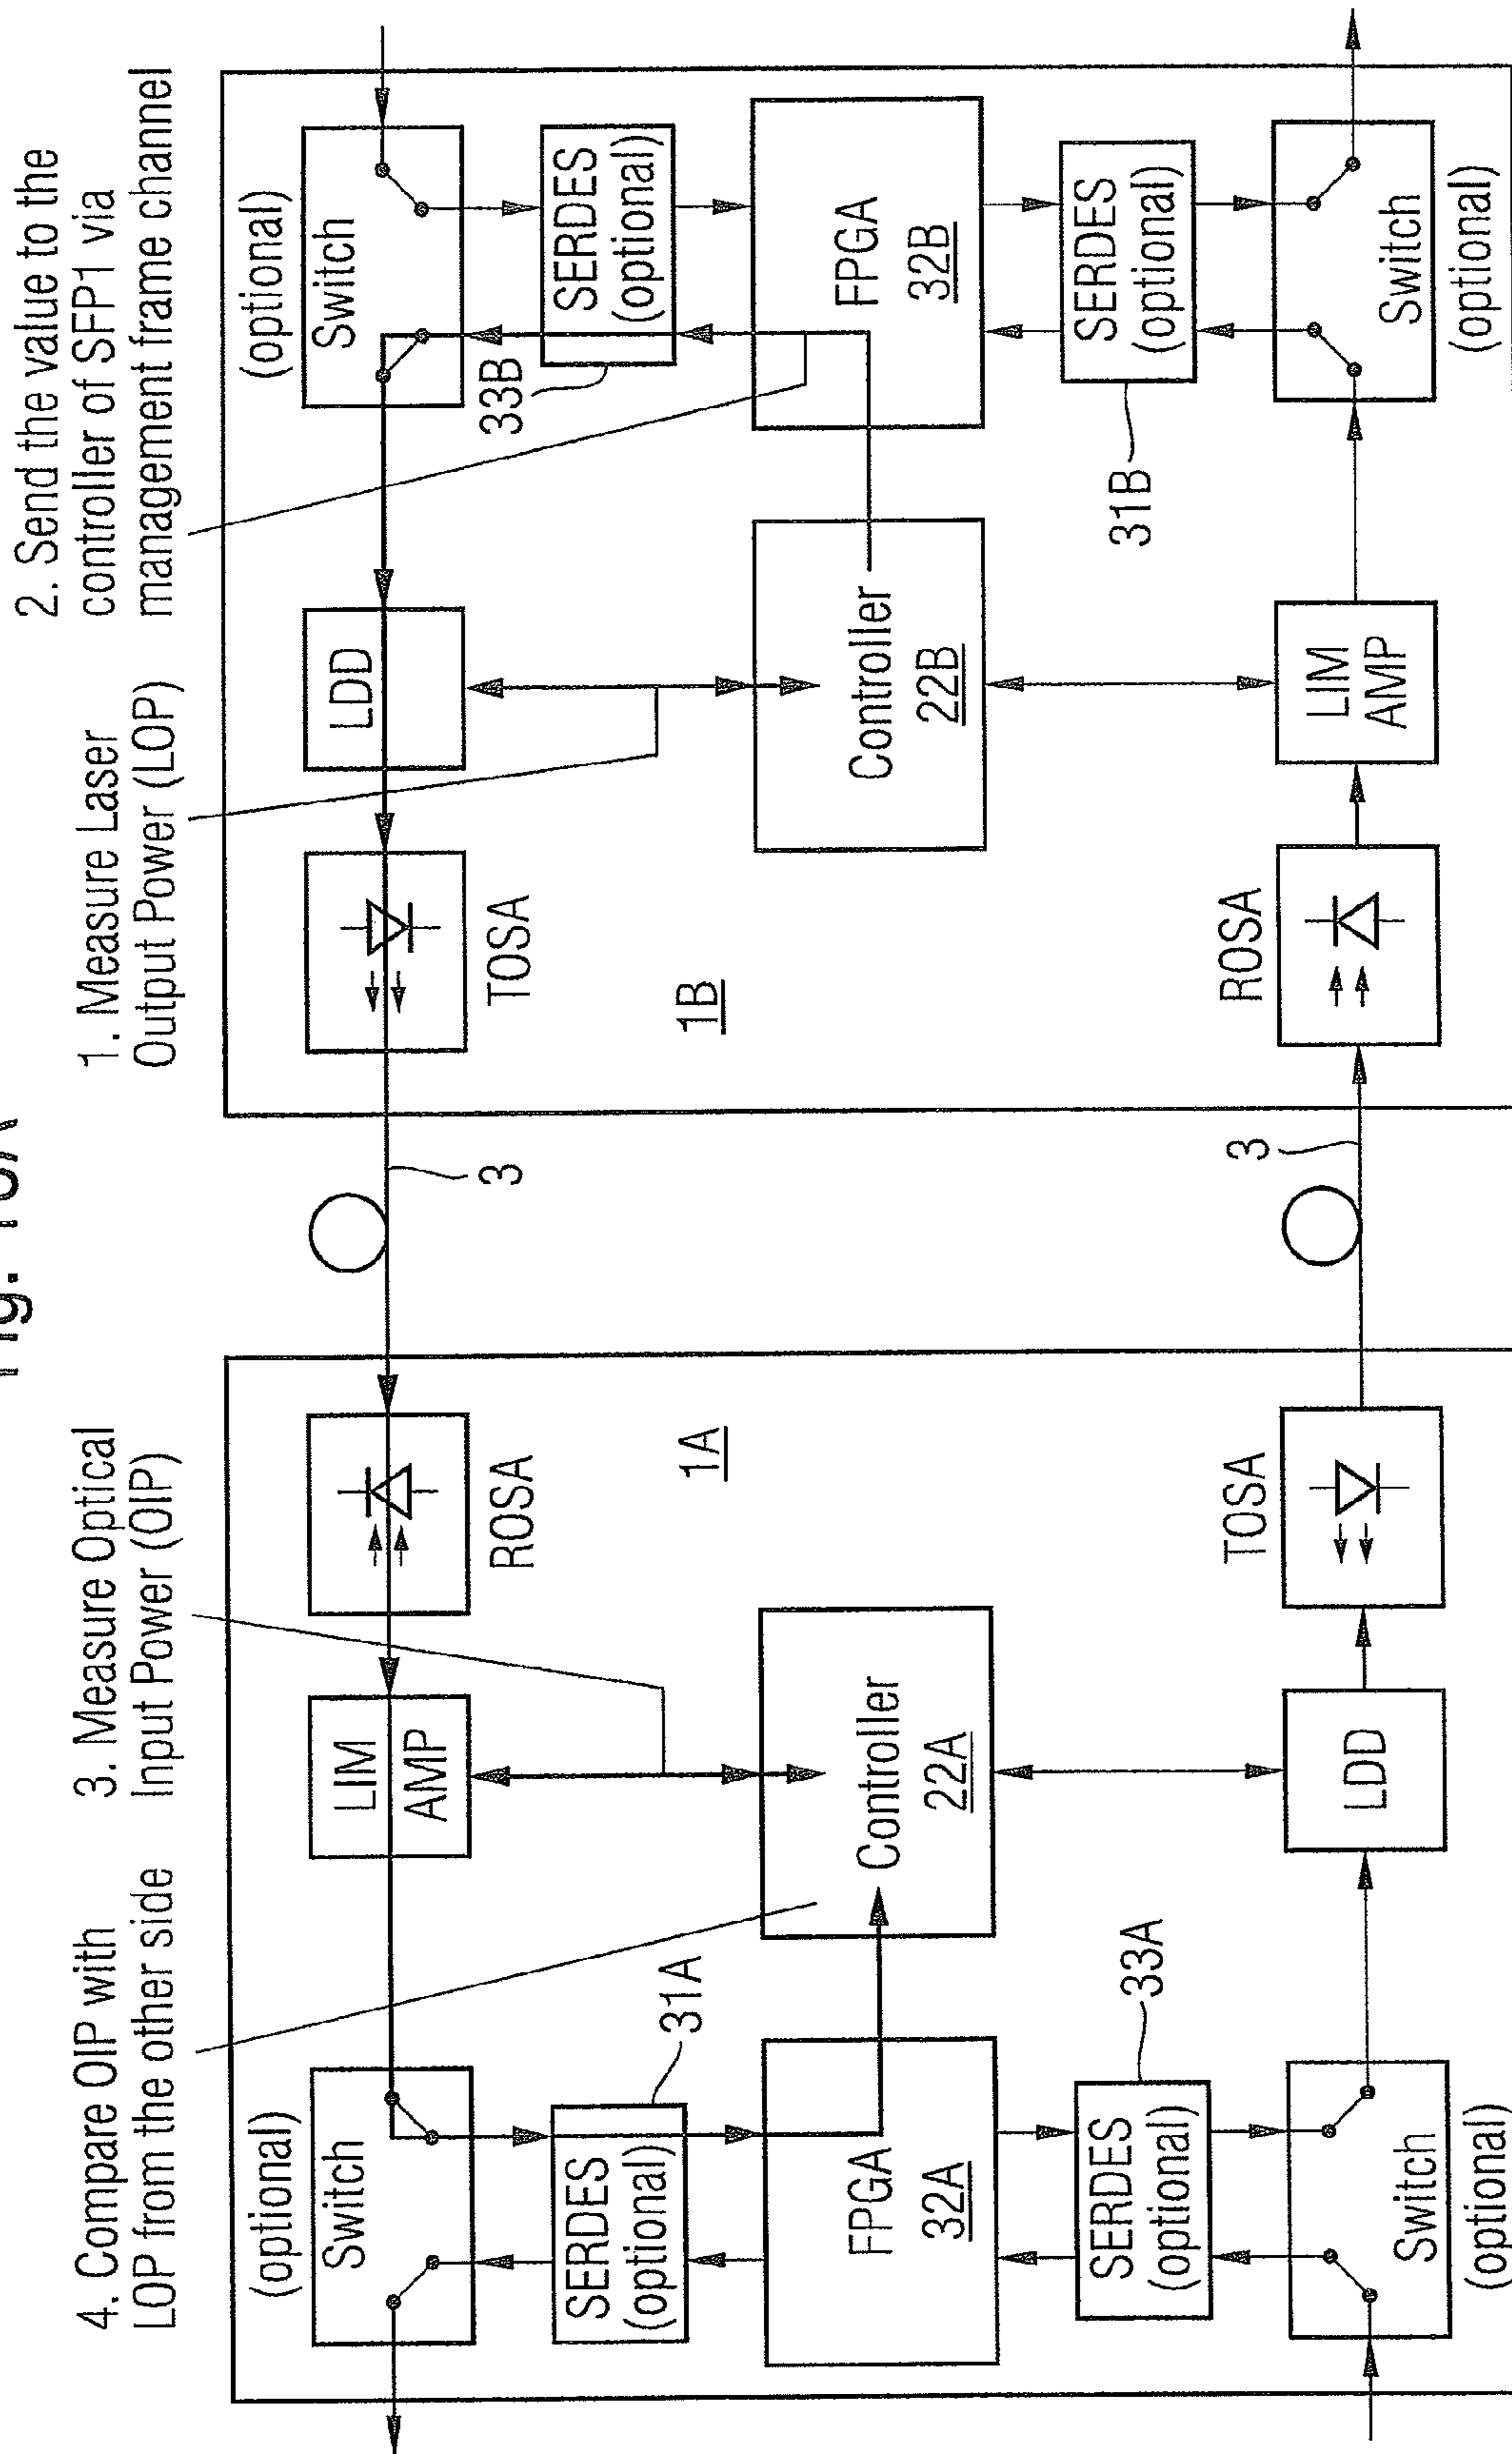 Fig.
4. Compare OIP with
LOP from the other side
3. Measure Optical
Input Power (OIP)
1. Measure Laser
Output Power (LOP)
2. Send the value to the
controller of SFP1 via
management frame channel
(optional)
Switch
LIM
AMP
ROSA
3
TOSA
LDD
(optional)
Switch
SERDES
(optional)
31A
1A
1B
33B
SERDES
(optional)
FPGA
32A
Controller
22A
Controller
22B
FPGA
32B
SERDES
(optional)
33A
31B
SERDES
(optional)
TOSA
3
ROSA
Switch
(optional)
LDD
LIM
AMP
Switch
(optional)